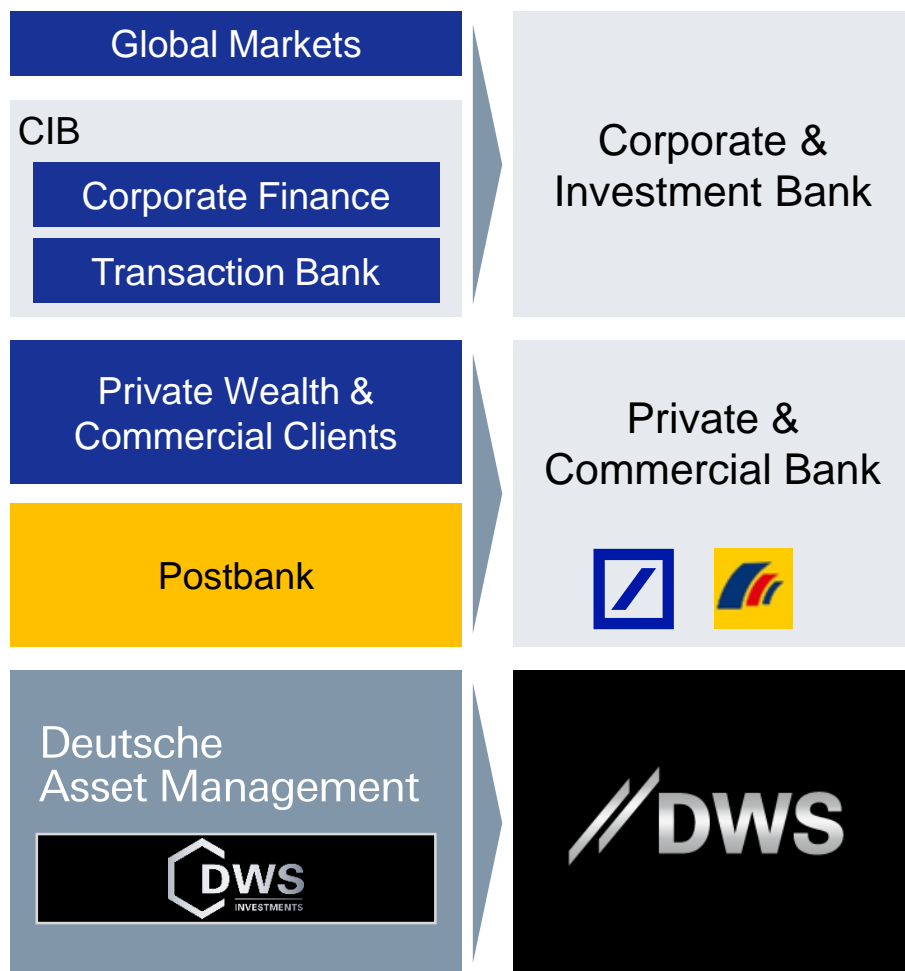 Global Markets
CIB
Corporate Finance
Transaction Bank
Corporate &
Investment Bank
Private Wealth &
Commercial Clients
Postbank
Private &
Commercial Bank
Deutsche
Asset Management
DWS
INVESTMENTS
DWS